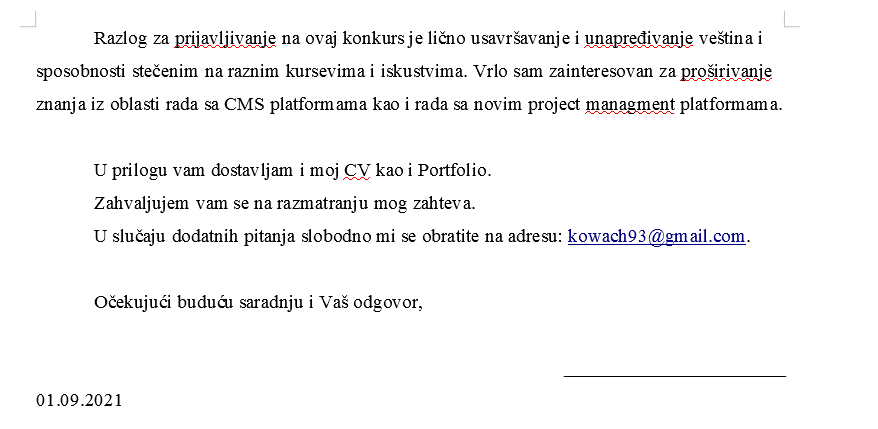 Razlog za prijavljivanje na ovaj konkurs je lično usavršavanje i unapređivanje veština i
sposobnosti stečenim na raznim kursevima i iskustvima. Vrlo sam zainteresovan za proširivanje
znanja iz oblasti rada sa CMS platformama kao i rada sa novim project managment platformama.
U prilogu vam dostavljam i moj CV kao i Portfolio.
Zahvaljujem vam se na razmatranju mog zahteva.
U slučaju dodatnih pitanja slobodno mi se obratite na adresu: kowach93@gmail.com.
Očekujući buduću saradnju i Vaš odgovor,
01.09.2021